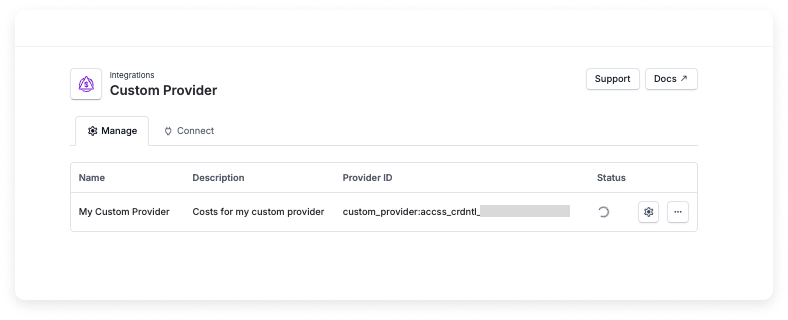 Integrations
Custom Provider
Support
Docs ↗
Manage
Connect
Name Description Provider ID Status
My Custom Provider Costs for my custom provider custom_provider:accss_crdntl_